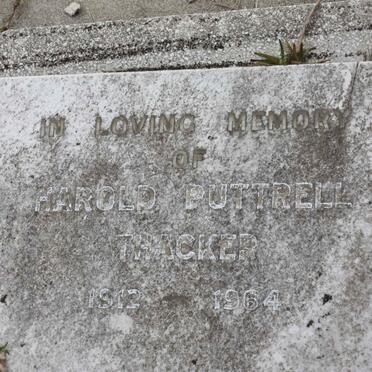 IN LOVING MEMORY
OF
HAROLD PUTTRELL
THACKER
1912 1964